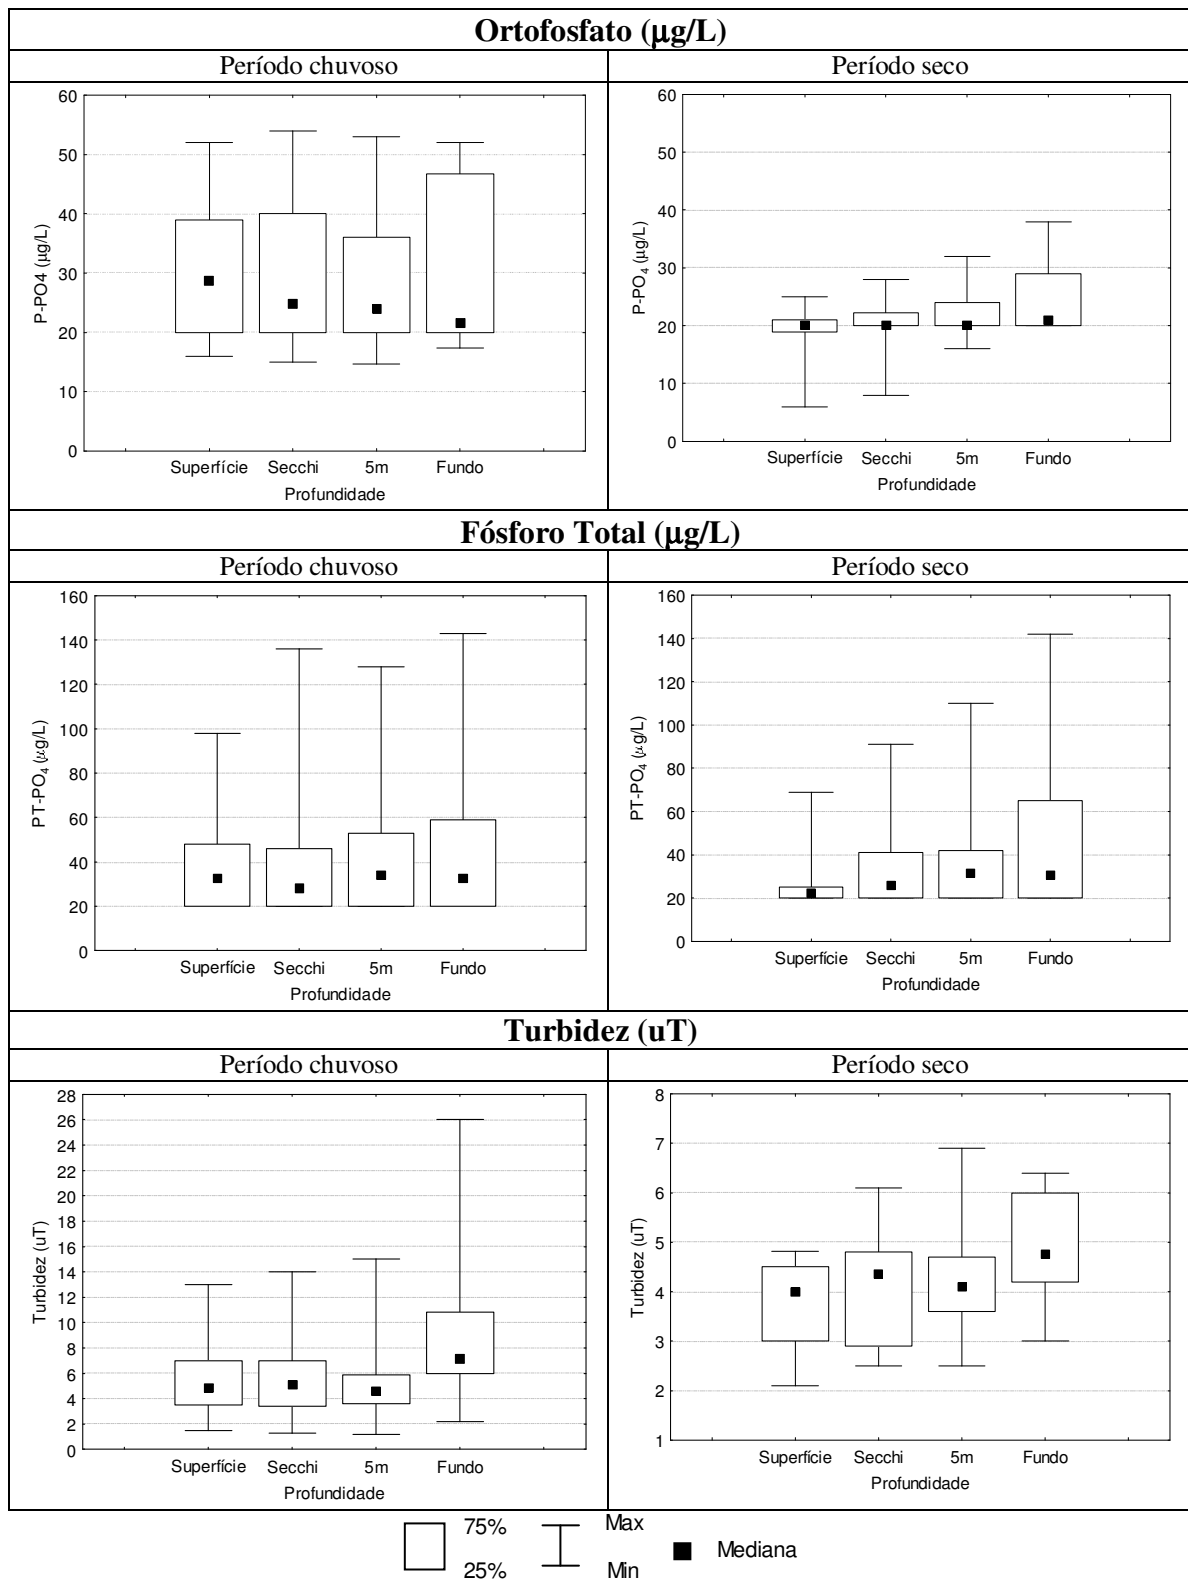 Ortofosfato (µg/L)
Período chuvoso
Período seco
60
50
40
30
20
10
0
P-PO4 (µg/L)
Superfície Secchi 5m Fundo
Profundidade
60
50
40
30
20
10
0
P-PO₄ (µg/L)
Superfície Secchi 5m Fundo
Profundidade
Fósforo Total (µg/L)
Período chuvoso
Período seco
160
140
120
100
80
60
40
20
0
PT-PO₄ (µg/L)
Superfície Secchi 5m Fundo
Profundidade
160
140
120
100
80
60
40
20
0
PT-PO₄ (µg/L)
Superfície Secchi 5m Fundo
Profundidade
Turbidez (uT)
Período chuvoso
Período seco
28
26
24
22
20
18
16
14
12
10
8
6
4
2
0
Turbidez (uT)
Superfície Secchi 5m Fundo
Profundidade
8
7
6
5
4
3
2
1
Turbidez (uT)
Superfície Secchi 5m Fundo
Profundidade
75%
25%
Max
Min
Mediana